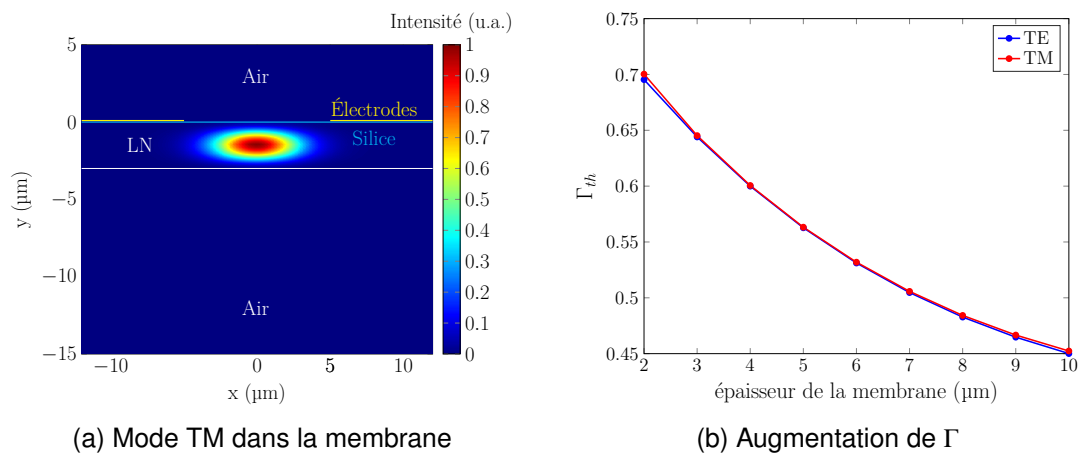 Intensité (u.a.)
5
0
−5
−10
−15
y (µm)
Air
Électrodes
LN
Silice
Air
−10
0
5
10
x (µm)
1
0.9
0.8
0.7
0.6
0.5
0.4
0.3
0.2
0.1
0
(a) Mode TM dans la membrane
0.75
0.7
0.65
0.6
0.55
0.5
0.45
Γth
TE
TM
2
3
4
5
6
7
8
9
10
épaisseur de la membrane (µm)
(b) Augmentation de Γ